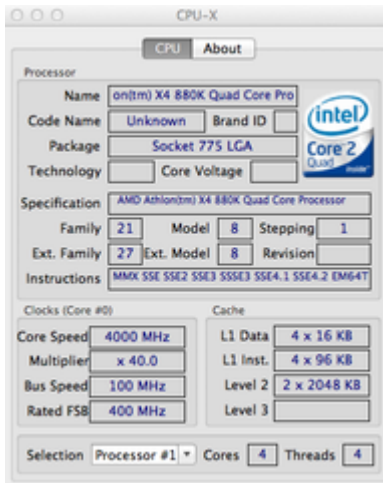 CPU-X
CPU About
Processor
Name on(tm) X4 880K Quad Core Pro
Code Name Unknown Brand ID
Package Socket 775 LGA
Technology Core Voltage
intel
Core 2
Quad
inside™
Specification AMD Athlon(tm) X4 880K Quad Core Processor
Family 21 Model 8 Stepping 1
Ext. Family 27 Ext. Model 8 Revision
Instructions MMX SSE SSE2 SSE3 SSSE3 SSE4.1 SSE4.2 EM64T
Clocks (Core #0)
Core Speed 4000 MHz
Multiplier x 40.0
Bus Speed 100 MHz
Rated FSB 400 MHz
Cache
L1 Data 4 x 16 KB
L1 Inst. 4 x 96 KB
Level 2 2 x 2048 KB
Level 3
Selection Processor #1 Cores 4 Threads 4